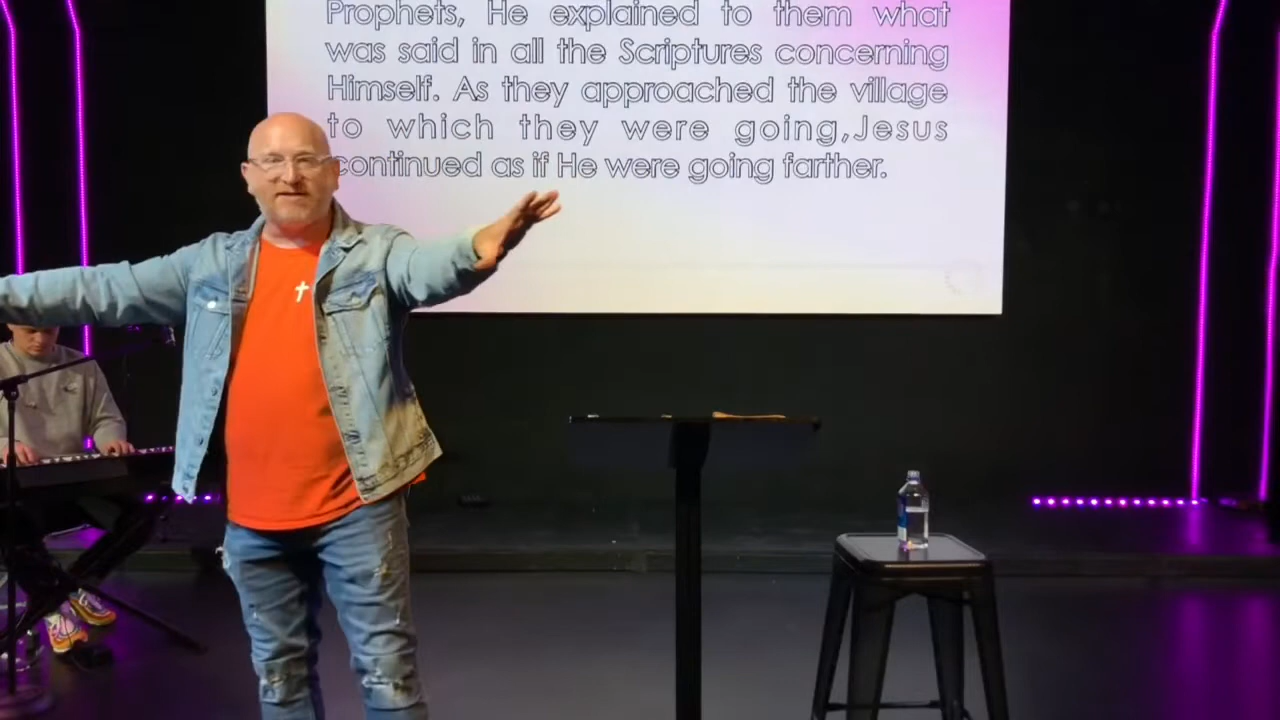 Prophets, He explained to them what
was said in all the Scriptures concerning
Himself. As they approached the village
to which they were going,Jesus
continued as if He were going farther.